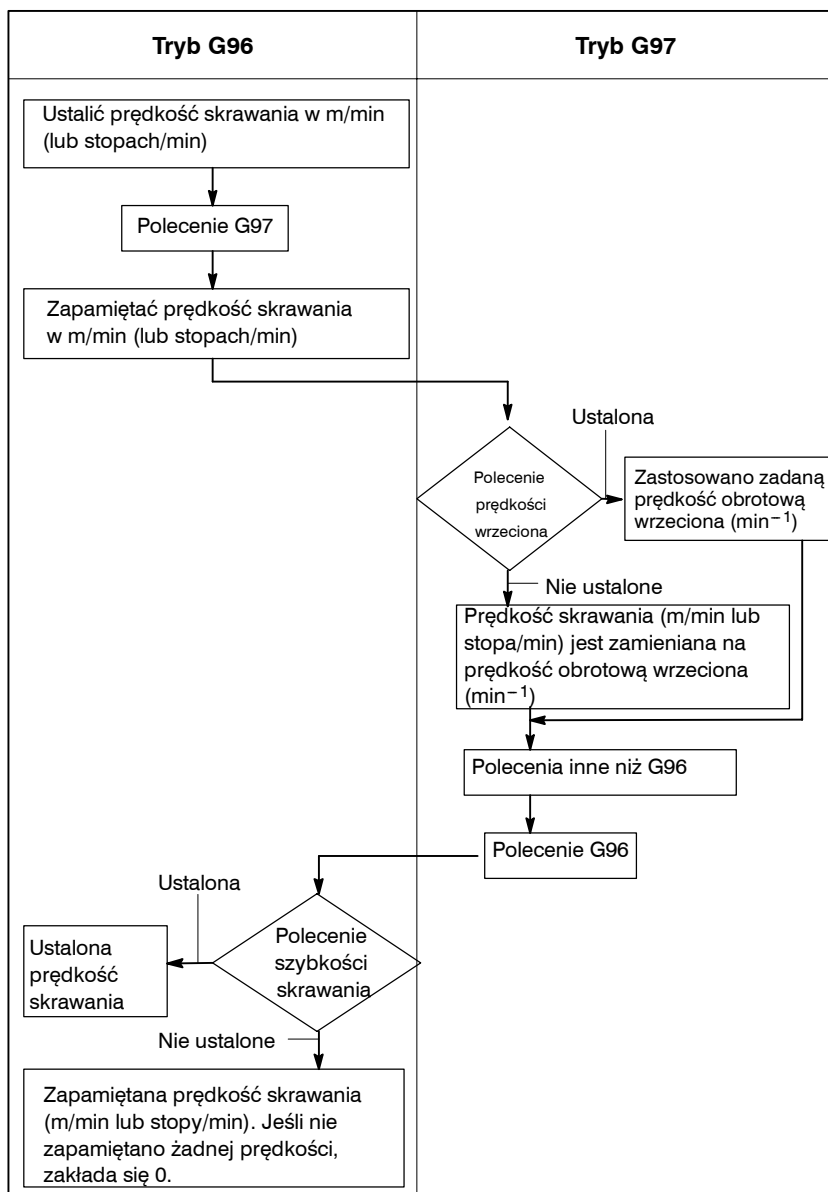 Tryb G96
Tryb G97
Ustalić prędkość skrawania w m/min
(lub stopach/min)
Polecenie G97
Zapamiętać prędkość skrawania
w m/min (lub stopach/min)
Ustalona
Polecenie
prędkości
wrzeciona
Zastosowano zadaną
prędkość obrotową
wrzeciona (min⁻¹)
Nie ustalone
Prędkość skrawania (m/min lub
stopa/min) jest zamieniana na
prędkość obrotową wrzeciona
(min⁻¹)
Polecenia inne niż G96
Polecenie G96
Ustalona
Polecenie
szybkości
skrawania
Ustalona
prędkość
skrawania
Nie ustalone
Zapamiętana prędkość skrawania
(m/min lub stopy/min). Jeśli nie
zapamiętano żadnej prędkości,
zakłada się 0.